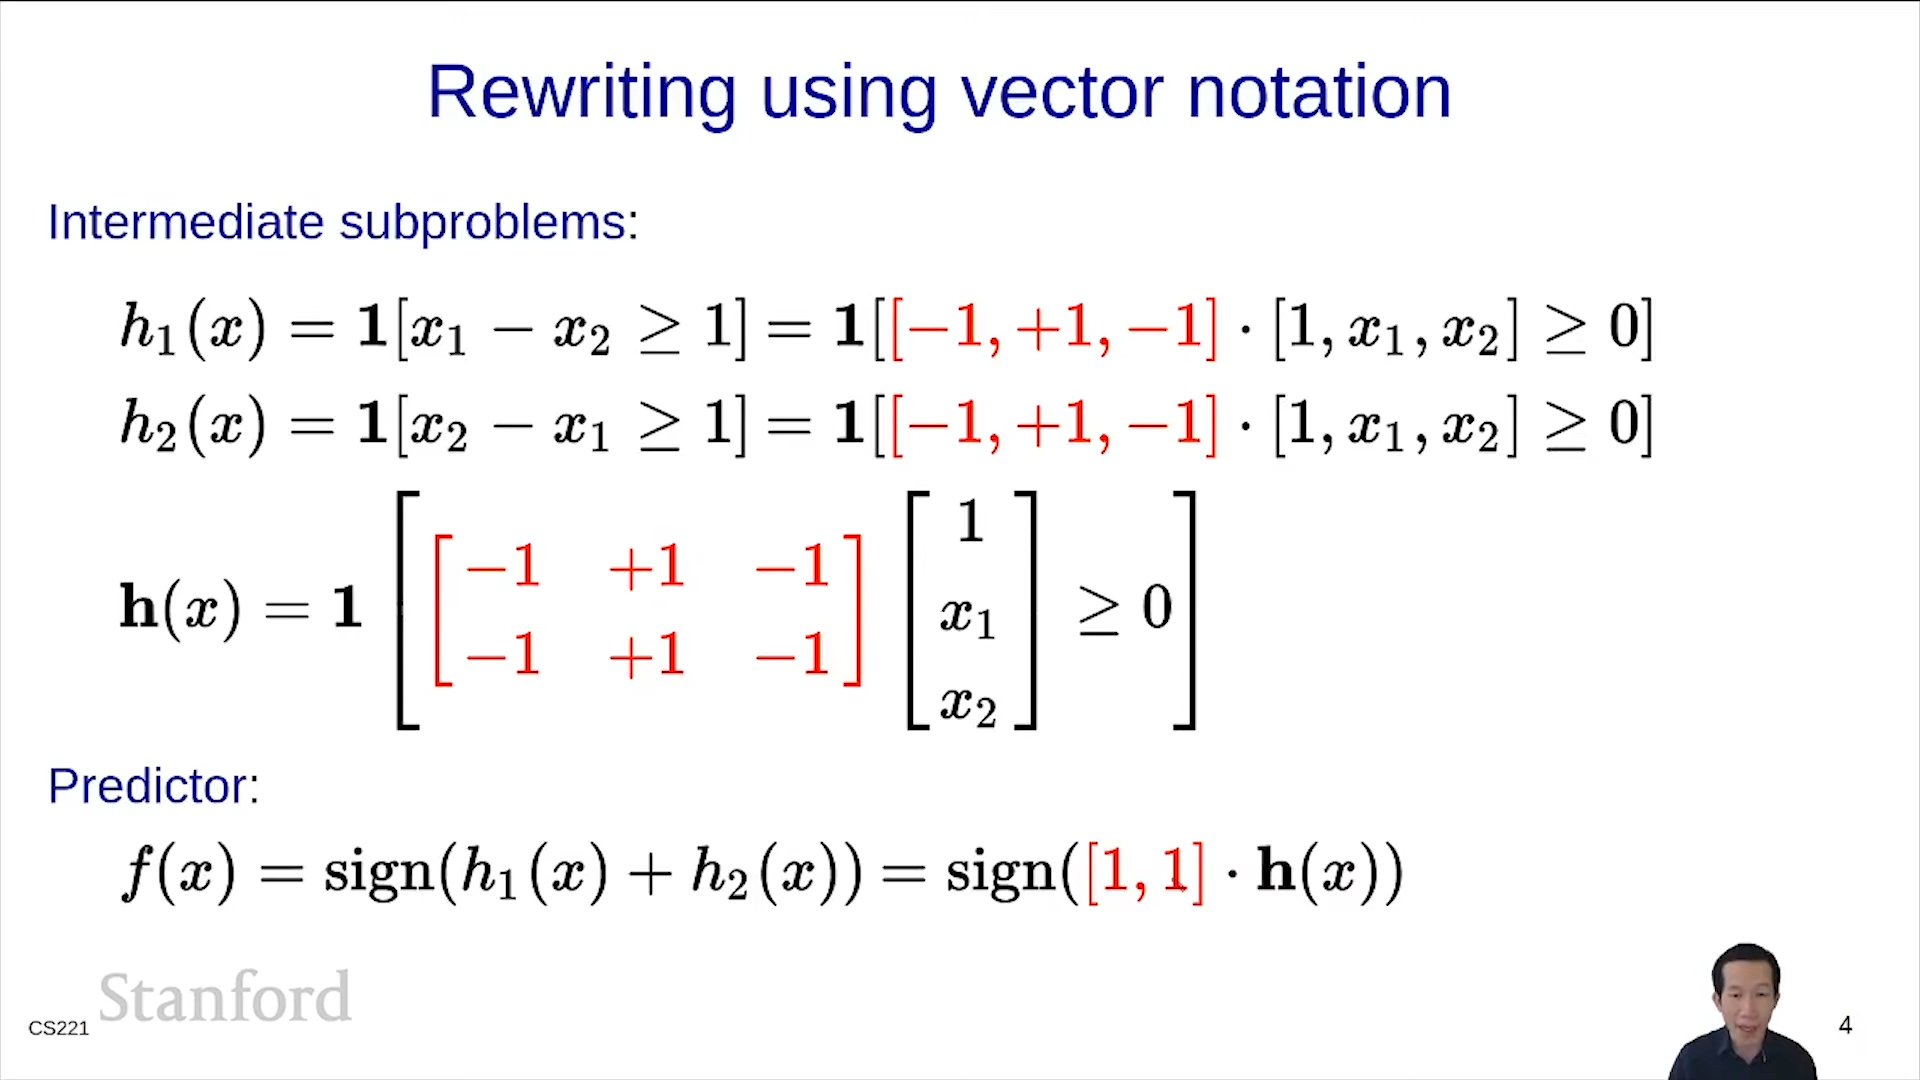 Rewriting using vector notation
Intermediate subproblems:
h₁(x) = 𝟏[x₁ − x₂ ≥ 1] = 𝟏[[−1, +1, −1] · [1, x₁, x₂] ≥ 0]
h₂(x) = 𝟏[x₂ − x₁ ≥ 1] = 𝟏[[−1, +1, −1] · [1, x₁, x₂] ≥ 0]
𝐡(x) = 𝟏 [ [ −1 +1 −1 ; −1 +1 −1 ] [ 1 ; x₁ ; x₂ ] ≥ 0 ]
Predictor:
f(x) = sign(h₁(x) + h₂(x)) = sign([1, 1] · 𝐡(x))
Stanford
CS221
4